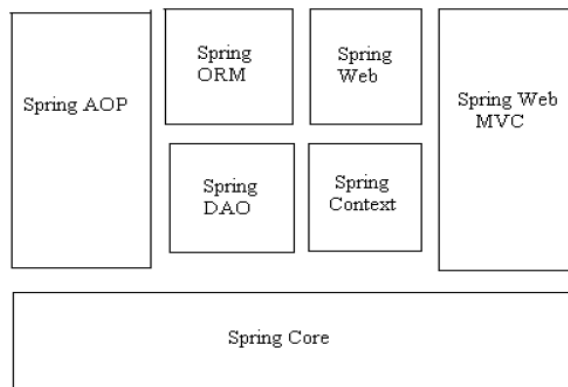 Spring AOP
Spring
ORM
Spring
Web
Spring Web
MVC
Spring
DAO
Spring
Context
Spring Core